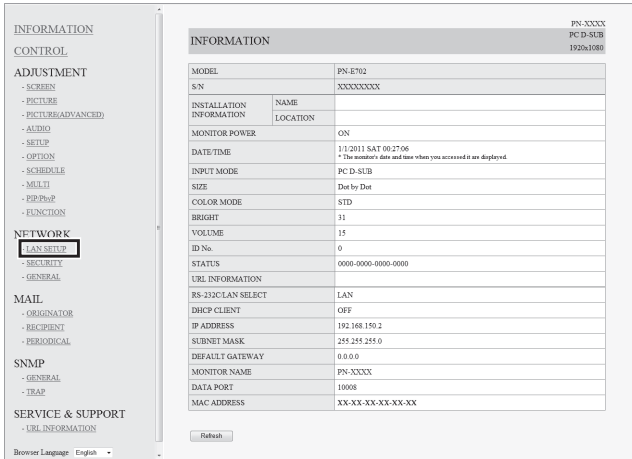 INFORMATION
CONTROL
ADJUSTMENT
- SCREEN
- PICTURE
- PICTURE(ADVANCED)
- AUDIO
- SETUP
- OPTION
- SCHEDULE
- MULTI
- PIP/PbyP
- FUNCTION
NETWORK
- LAN SETUP
- SECURITY
- GENERAL
MAIL
- ORIGINATOR
- RECIPIENT
- PERIODICAL
SNMP
- GENERAL
- TRAP
SERVICE & SUPPORT
- URL INFORMATION
Browser Language English
PN-XXXX
INFORMATION PC D-SUB
1920x1080
MODEL PN-E702
S/N XXXXXXXX
INSTALLATION INFORMATION NAME
LOCATION
MONITOR POWER ON
DATE/TIME 1/1/2011 SAT 00:27:06
* The monitor's date and time when you accessed it are displayed.
INPUT MODE PC D-SUB
SIZE Dot by Dot
COLOR MODE STD
BRIGHT 31
VOLUME 15
ID No. 0
STATUS 0000-0000-0000-0000
URL INFORMATION
RS-232C/LAN SELECT LAN
DHCP CLIENT OFF
IP ADDRESS 192.168.150.2
SUBNET MASK 255.255.255.0
DEFAULT GATEWAY 0.0.0.0
MONITOR NAME PN-XXXX
DATA PORT 10008
MAC ADDRESS XX-XX-XX-XX-XX-XX
Refresh